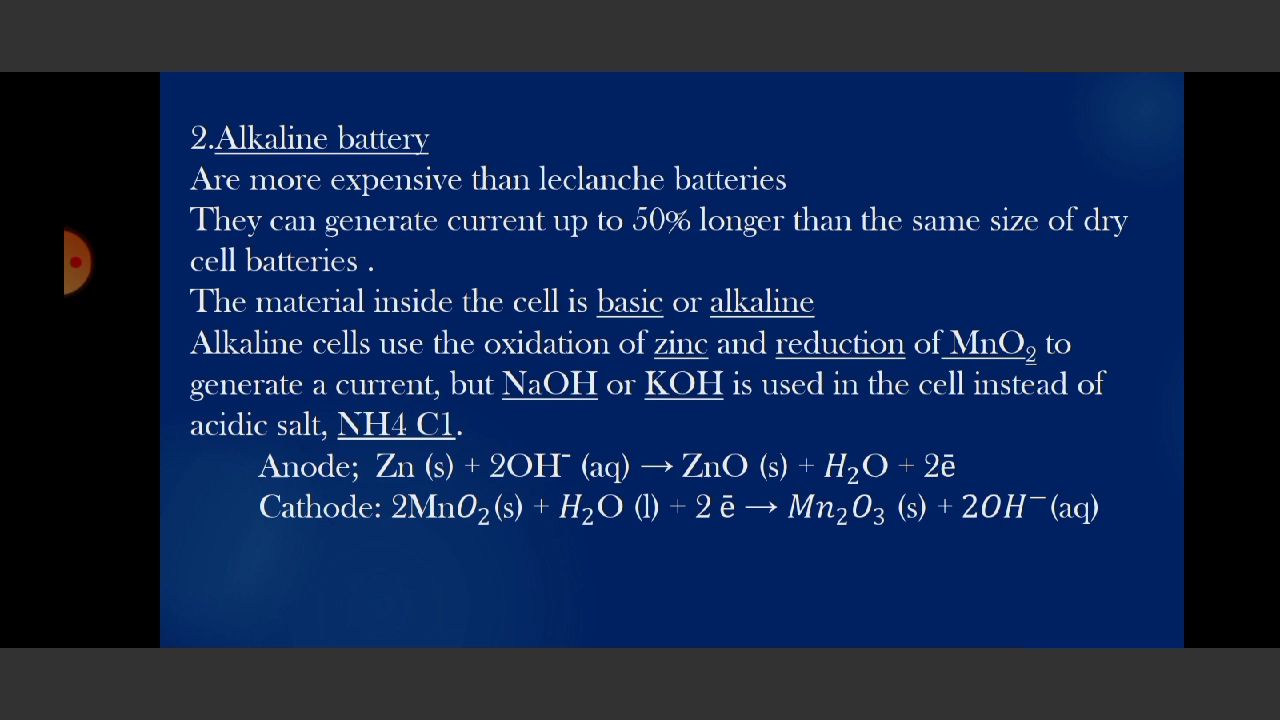 2.Alkaline battery
Are more expensive than leclanche batteries
They can generate current up to 50% longer than the same size of dry
cell batteries .
The material inside the cell is basic or alkaline
Alkaline cells use the oxidation of zinc and reduction of MnO₂ to
generate a current, but NaOH or KOH is used in the cell instead of
acidic salt, NH4 C1.
Anode; Zn (s) + 2OH⁻ (aq) → ZnO (s) + H₂O + 2ē
Cathode: 2MnO₂(s) + H₂O (l) + 2 ē → Mn₂O₃ (s) + 2OH⁻(aq)